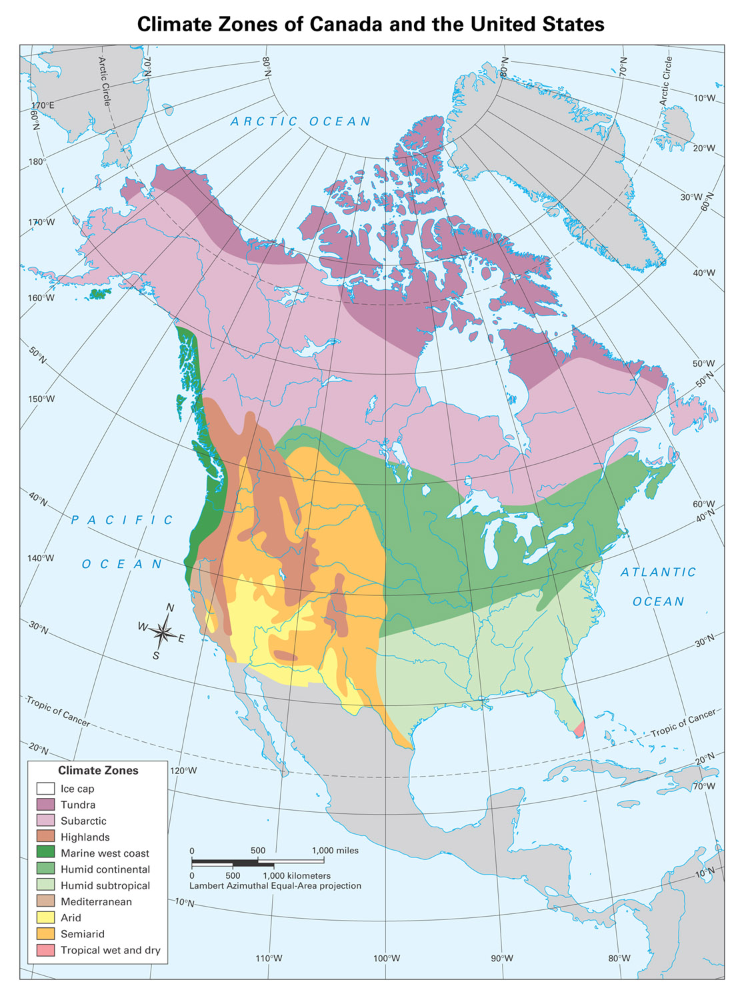 Climate Zones of Canada and the United States
70°N
80°N
80°N
70°N
Arctic Circle
Arctic Circle
10°W
170°E
60°N
ARCTIC OCEAN
20°W
180°
30°W
60°N
170°W
40°W
160°W
50°N
50°W
50°N
150°W
40°N
60°W
40°N
PACIFIC
OCEAN
140°W
ATLANTIC
OCEAN
N
W
E
S
30°N
30°N
Tropic of Cancer
Tropic of Cancer
20°N
20°N
120°W
70°W
Climate Zones
Ice cap
Tundra
Subarctic
Highlands
Marine west coast
Humid continental
Humid subtropical
Mediterranean
Arid
Semiarid
Tropical wet and dry
0 500 1,000 miles
0 500 1,000 kilometers
Lambert Azimuthal Equal-Area projection
10°N
10°N
110°W
100°W
90°W
80°W